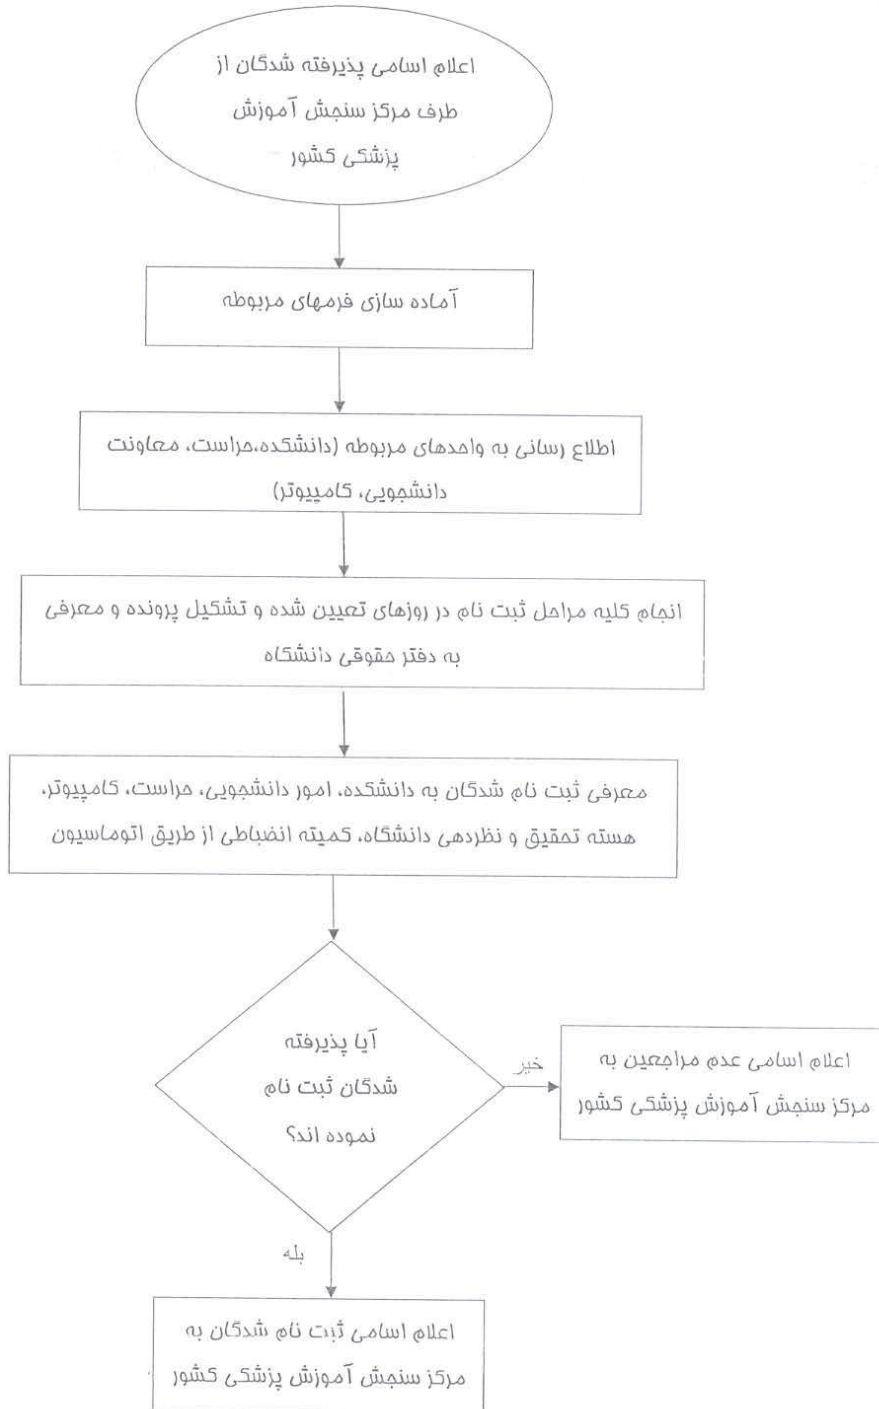 اعلام اسامی پذیرفته شدگان از
طرف مرکز سنجش آموزش
پزشکی کشور
آماده سازی فرمهای مربوطه
اطلاع رسانی به واحدهای مربوطه (دانشکده،حراست، معاونت
دانشجویی، کامپیوتر)
انجام کلیه مراحل ثبت نام در روزهای تعیین شده و تشکیل پرونده و معرفی
به دفتر حقوقی دانشگاه
معرفی ثبت نام شدگان به دانشکده، امور دانشجویی، حراست، کامپیوتر،
هسته تحقیق و نظردهی دانشگاه، کمیته انضباطی از طریق اتوماسیون
آیا پذیرفته
شدگان ثبت نام
نموده اند؟
خیر
اعلام اسامی عدم مراجعین به
مرکز سنجش آموزش پزشکی کشور
بله
اعلام اسامی ثبت نام شدگان به
مرکز سنجش آموزش پزشکی کشور